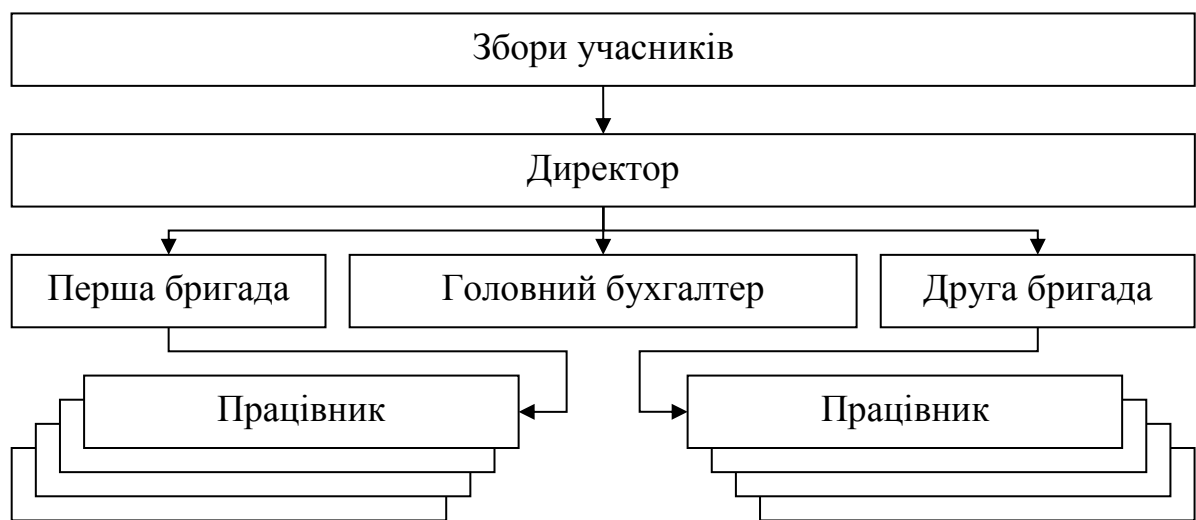 Збори учасників
Директор
Перша бригада
Головний бухгалтер
Друга бригада
Працівник
Працівник